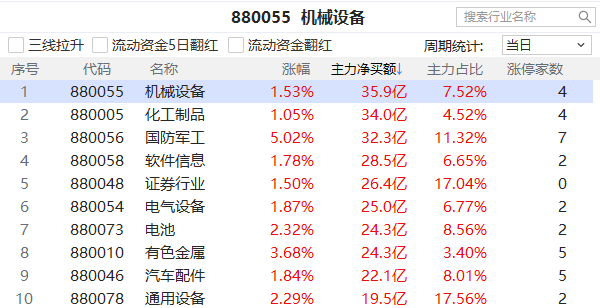 880055 机械设备
搜索行业名称
三线拉升 流动资金5日翻红 流动资金翻红 周期统计: 当日
序号 代码 名称 涨幅 主力净买额↓ 主力占比 涨停家数
1 880055 机械设备 1.53% 35.9亿 7.52% 4
2 880005 化工制品 1.05% 34.0亿 4.52% 4
3 880056 国防军工 5.02% 32.3亿 11.32% 7
4 880058 软件信息 1.78% 28.5亿 6.65% 2
5 880048 证券行业 1.50% 26.4亿 17.04% 0
6 880054 电气设备 1.87% 25.0亿 6.77% 2
7 880073 电池 2.32% 24.3亿 8.56% 2
8 880010 有色金属 3.68% 24.3亿 3.40% 5
9 880046 汽车配件 1.84% 22.1亿 8.01% 5
10 880078 通用设备 2.29% 19.5亿 17.56% 2